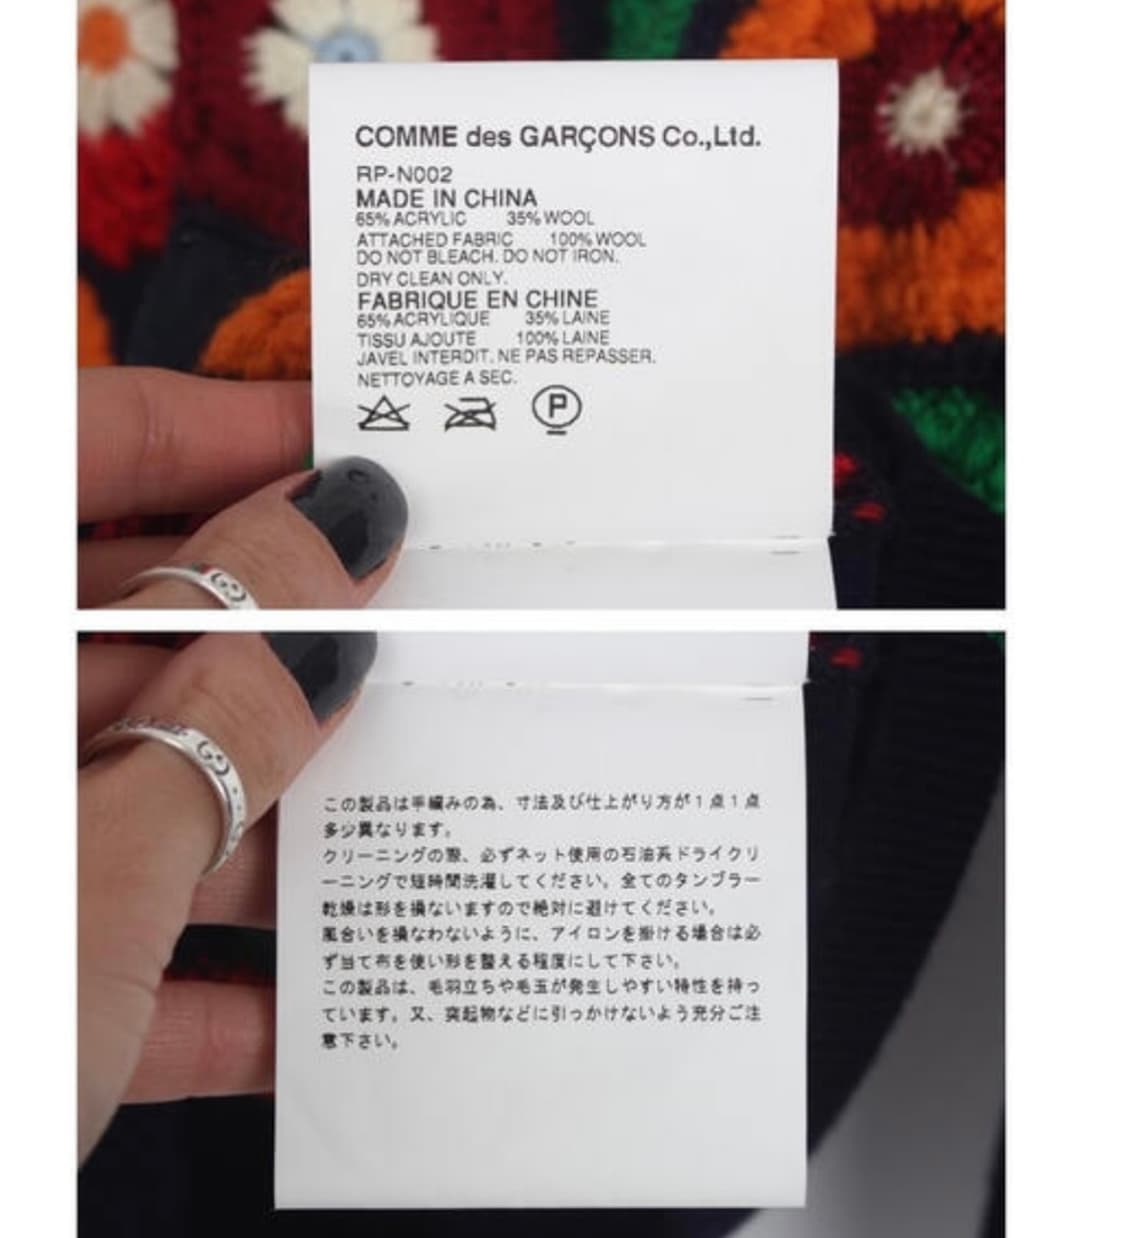 COMME des GARÇONS Co.,Ltd.
RP-N002
MADE IN CHINA
65% ACRYLIC 35% WOOL
ATTACHED FABRIC 100% WOOL
DO NOT BLEACH. DO NOT IRON.
DRY CLEAN ONLY.
FABRIQUE EN CHINE
65% ACRYLIQUE 35% LAINE
TISSU AJOUTE 100% LAINE
JAVEL INTERDIT. NE PAS REPASSER.
NETTOYAGE A SEC.
P
この製品は手編みの為、寸法及び仕上がり方が1点1点
多少異なります。
クリーニングの際、必ずネット使用の石油系ドライクリ
ーニングで短時間洗濯してください。全てのタンブラー
乾燥は形を損ないますので絶対に避けてください。
風合いを損なわないように、アイロンを掛ける場合は必
ず当て布を使い形を整える程度にして下さい。
この製品は、毛羽立ちや毛玉が発生しやすい特性を持っ
ています。又、突起物などに引っかけないよう充分ご注
意下さい。